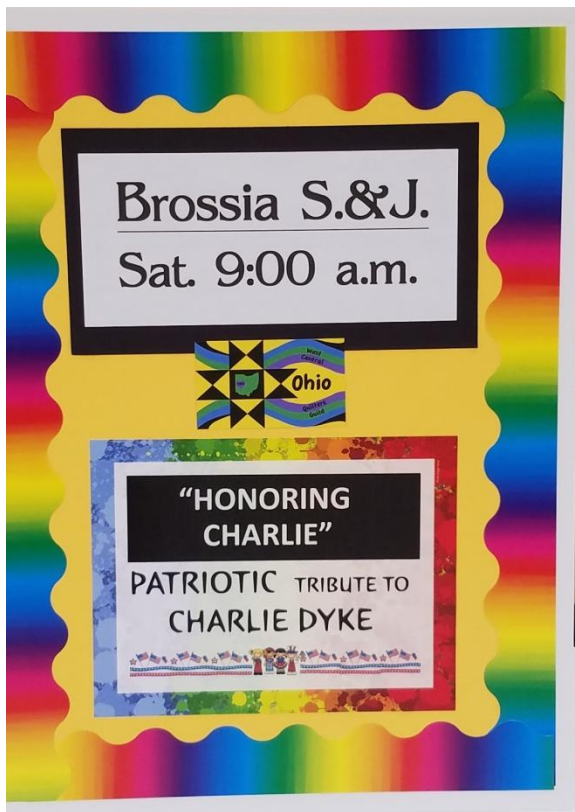 Brossia S.&J.
Sat. 9:00 a.m.
West
Central
Ohio
Quilters
Guild
“HONORING
CHARLIE”
PATRIOTIC TRIBUTE TO
CHARLIE DYKE